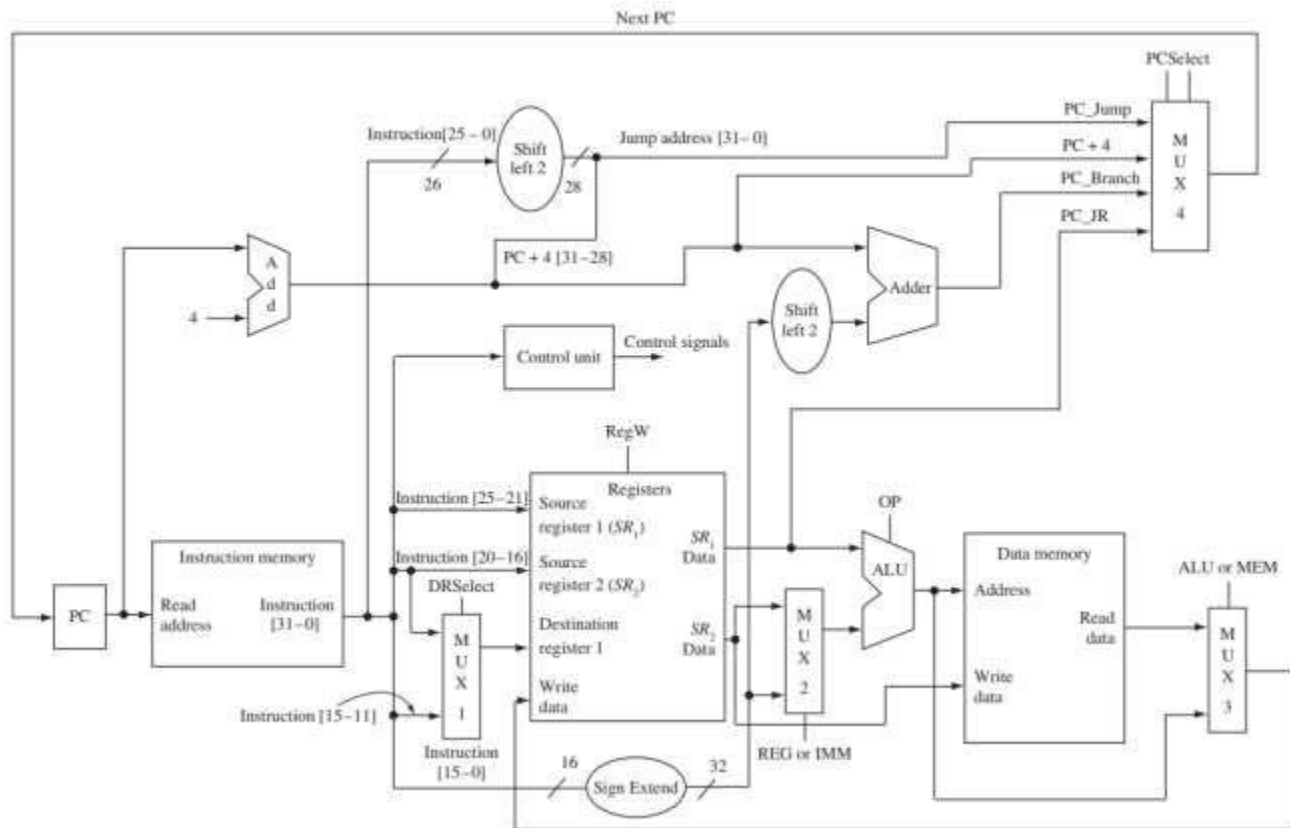 Next PC
PCSelect
PC_Jump
Instruction[25-0]
Shift
left 2
Jump address [31-0]
26
28
PC + 4
PC_Branch
PC_JR
M
U
X
4
A
d
d
4
PC + 4 [31-28]
Adder
Shift
left 2
Control unit
Control signals
RegW
Registers
Instruction [25-21]
Source
register 1 (SR1)
Instruction [20-16]
Source
register 2 (SR2)
DRSelect
Destination
register 1
Write
data
SR1
Data
SR2
Data
OP
ALU
Instruction memory
Read
address
Instruction
[31-0]
PC
M
U
X
1
Instruction [15-11]
Instruction
[15-0]
M
U
X
2
REG or IMM
Data memory
Address
Read
data
Write
data
ALU or MEM
M
U
X
3
16
Sign Extend
32